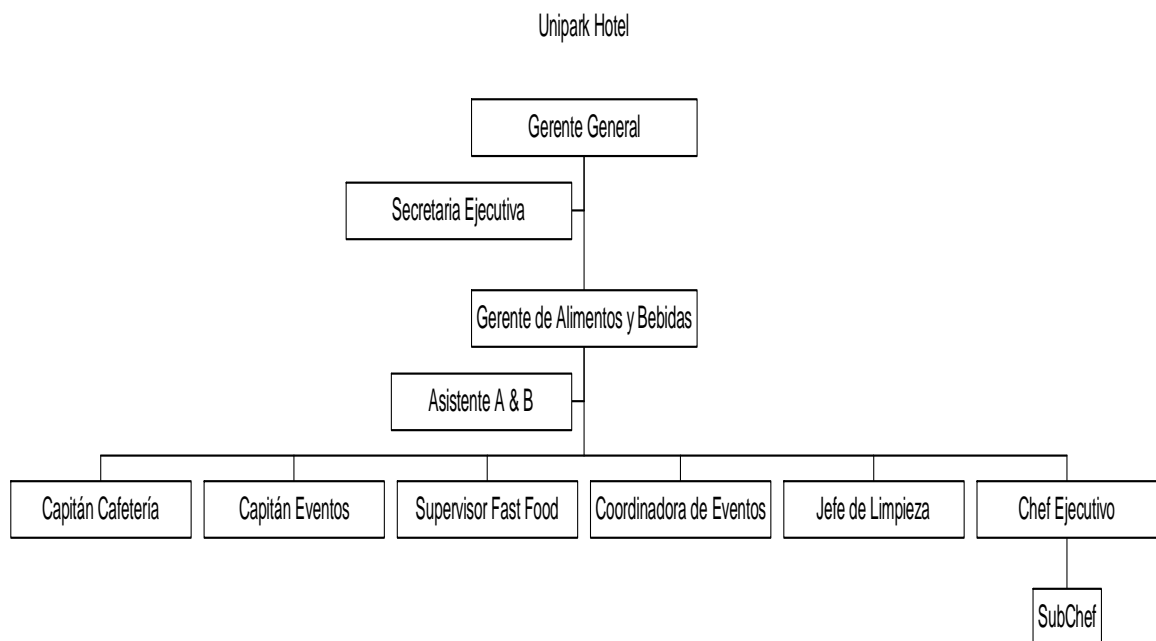 Unipark Hotel
Gerente General
Secretaria Ejecutiva
Gerente de Alimentos y Bebidas
Asistente A & B
Capitán Cafetería
Capitán Eventos
Supervisor Fast Food
Coordinadora de Eventos
Jefe de Limpieza
Chef Ejecutivo
SubChef